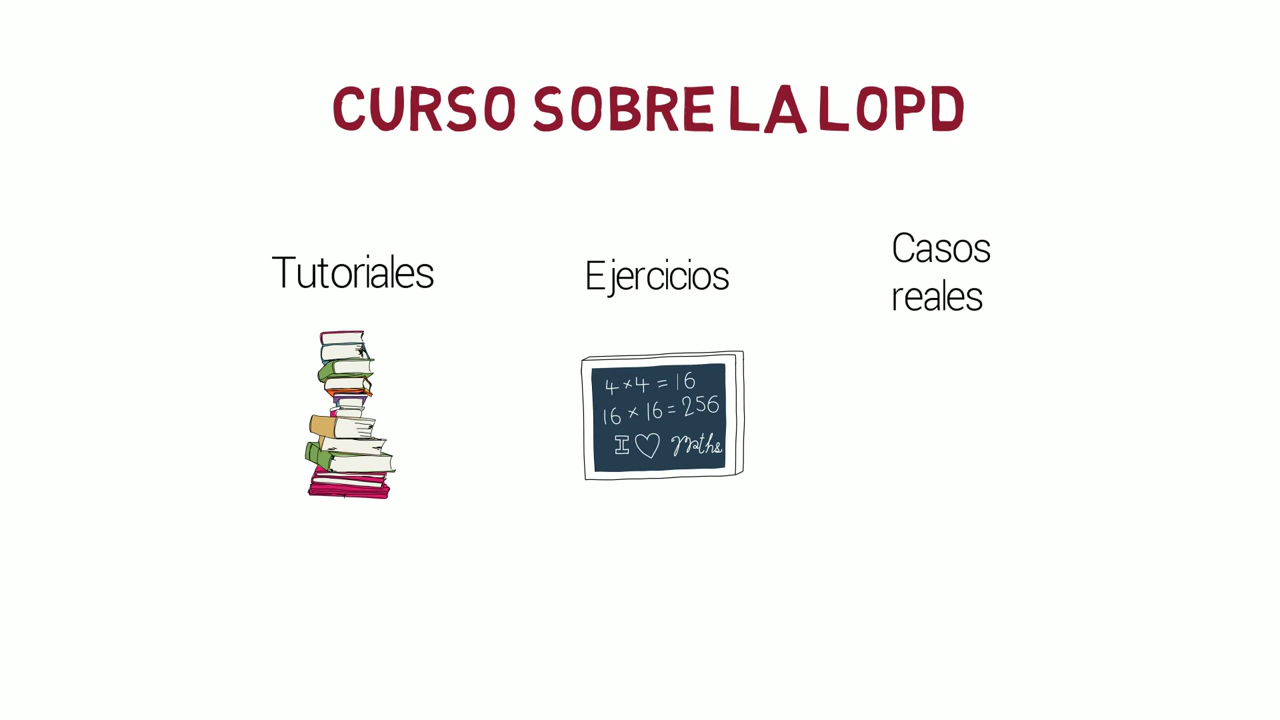 CURSO SOBRE LA LOPD
Tutoriales
Ejercicios
Casos
reales
4 × 4 = 16
16 × 16 = 256
I ♡ Maths